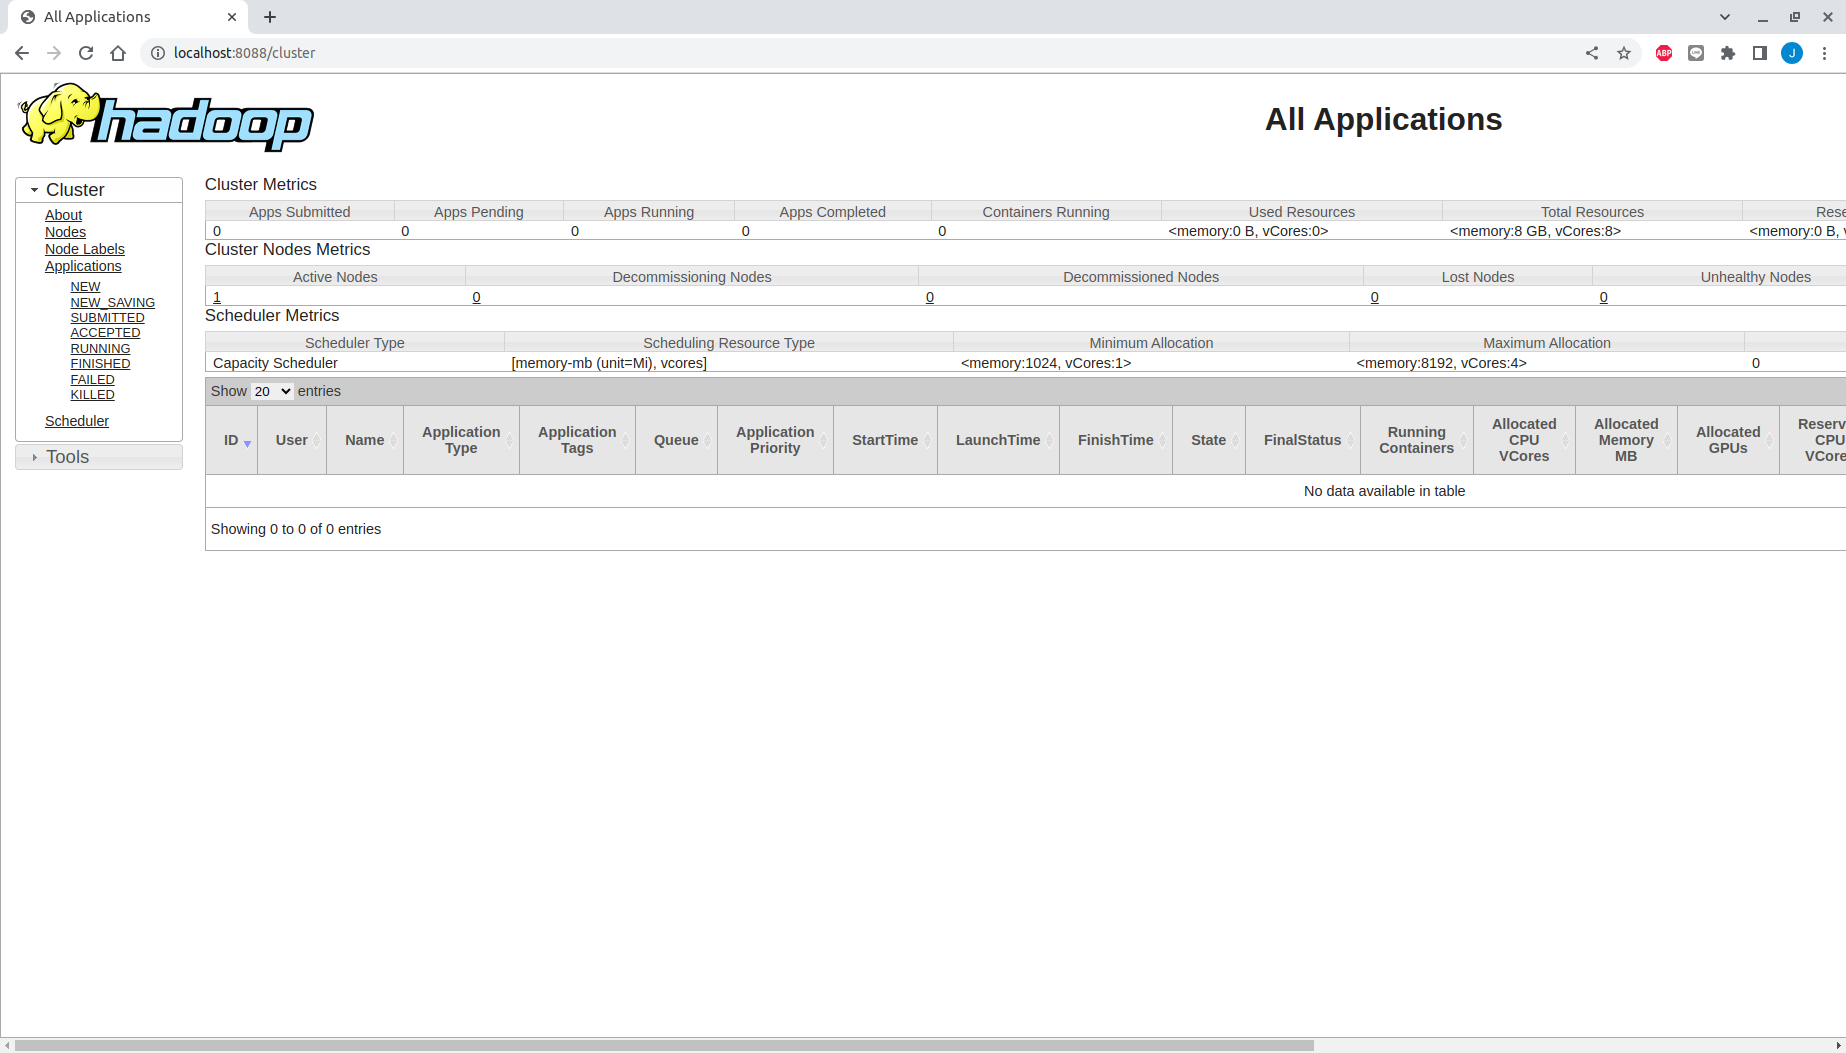 All Applications
localhost:8088/cluster
ABP
J
hadoop
All Applications
Cluster
About
Nodes
Node Labels
Applications
NEW
NEW_SAVING
SUBMITTED
ACCEPTED
RUNNING
FINISHED
FAILED
KILLED
Scheduler
Tools
Cluster Metrics
Apps Submitted Apps Pending Apps Running Apps Completed Containers Running Used Resources Total Resources Rese
0 0 0 0 0 <memory:0 B, vCores:0> <memory:8 GB, vCores:8> <memory:0 B, v
Cluster Nodes Metrics
Active Nodes Decommissioning Nodes Decommissioned Nodes Lost Nodes Unhealthy Nodes
1 0 0 0 0
Scheduler Metrics
Scheduler Type Scheduling Resource Type Minimum Allocation Maximum Allocation
Capacity Scheduler [memory-mb (unit=Mi), vcores] <memory:1024, vCores:1> <memory:8192, vCores:4> 0
Show 20 entries
ID User Name Application Type Application Tags Queue Application Priority StartTime LaunchTime FinishTime State FinalStatus Running Containers Allocated CPU VCores Allocated Memory MB Allocated GPUs Reserv CPU VCore
No data available in table
Showing 0 to 0 of 0 entries